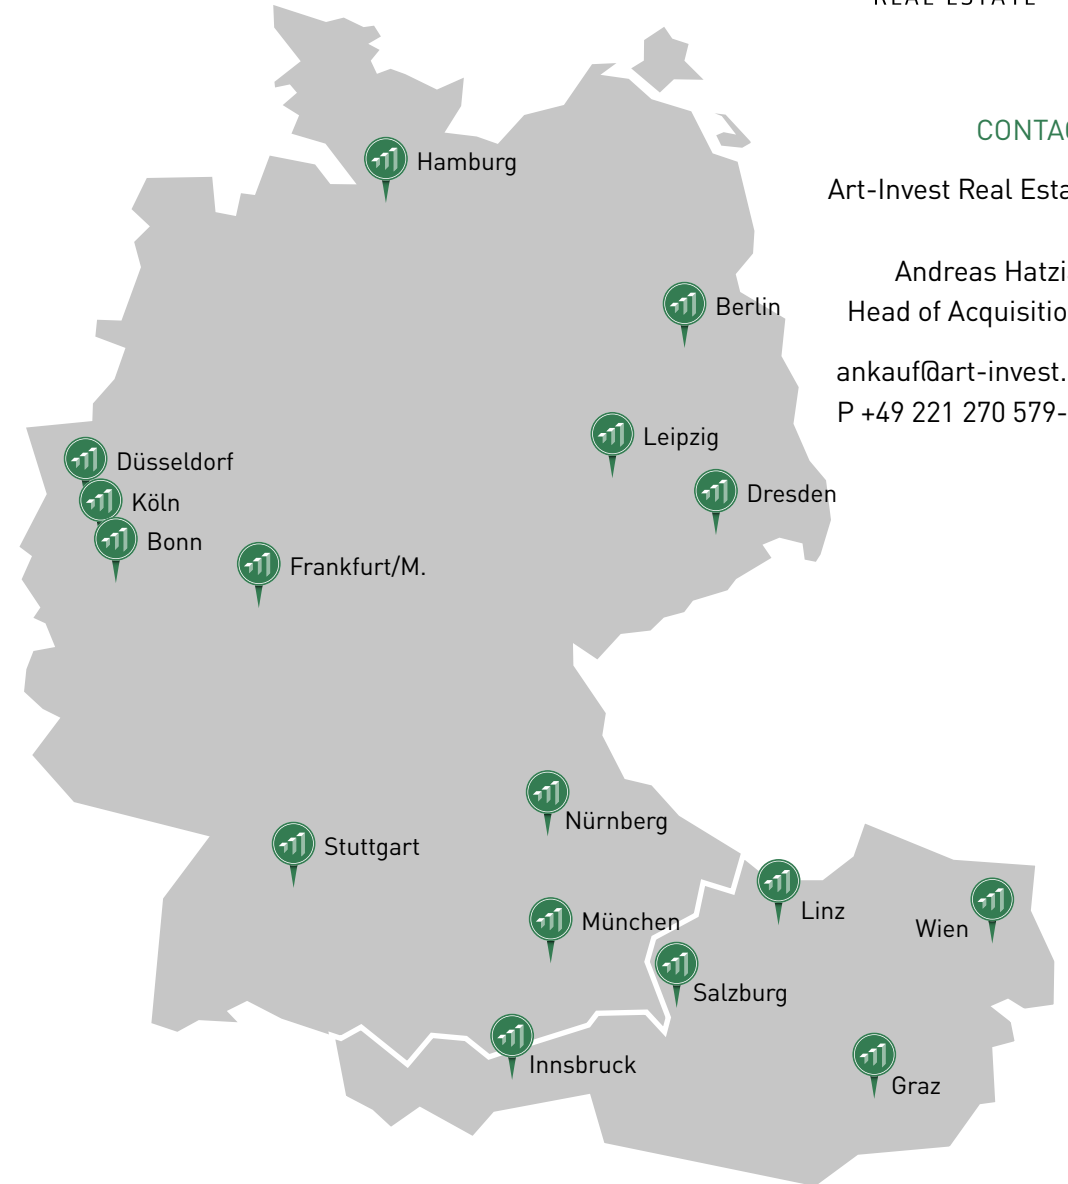 REAL ESTATE
CONTAC
Art-Invest Real Esta
Andreas Hatzi
Head of Acquisitio
ankauf@art-invest.
P +49 221 270 579-
Hamburg
Berlin
Leipzig
Düsseldorf
Dresden
Köln
Bonn
Frankfurt/M.
Nürnberg
Stuttgart
Linz
München
Wien
Salzburg
Innsbruck
Graz